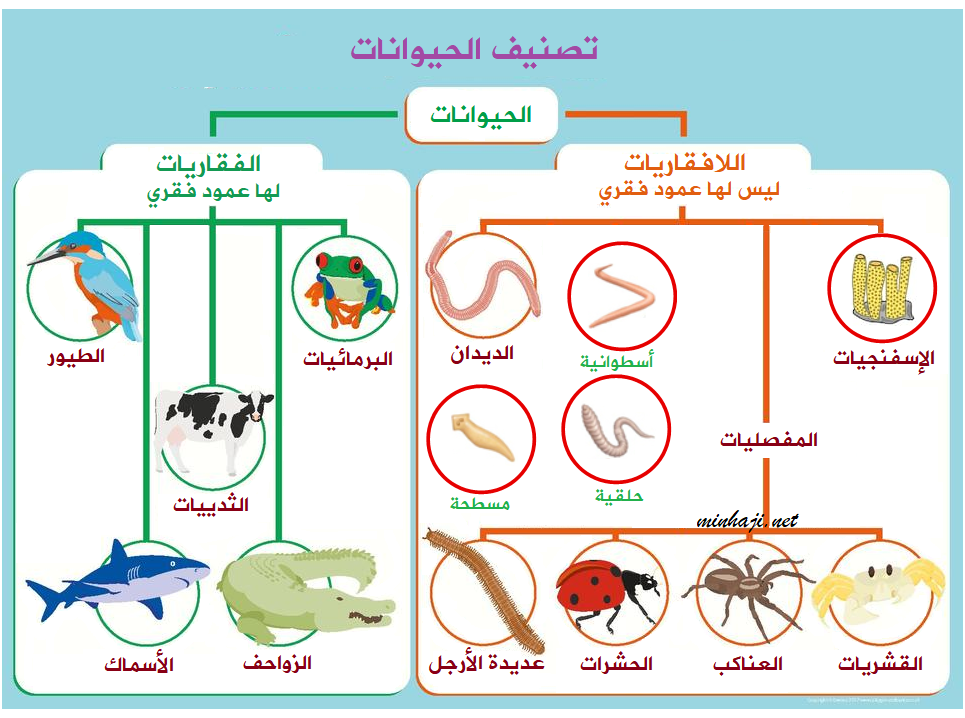 تصنيف الحيوانات
الحيوانات
اللافقاريات
ليس لها عمود فقري
الفقاريات
لها عمود فقري
الإسفنجيات
أسطوانية
الديدان
حلقية
مسطحة
المفصليات
minhaji.net
القشريات
العناكب
الحشرات
عديدة الأرجل
البرمائيات
الطيور
الثدييات
الزواحف
الأسماك